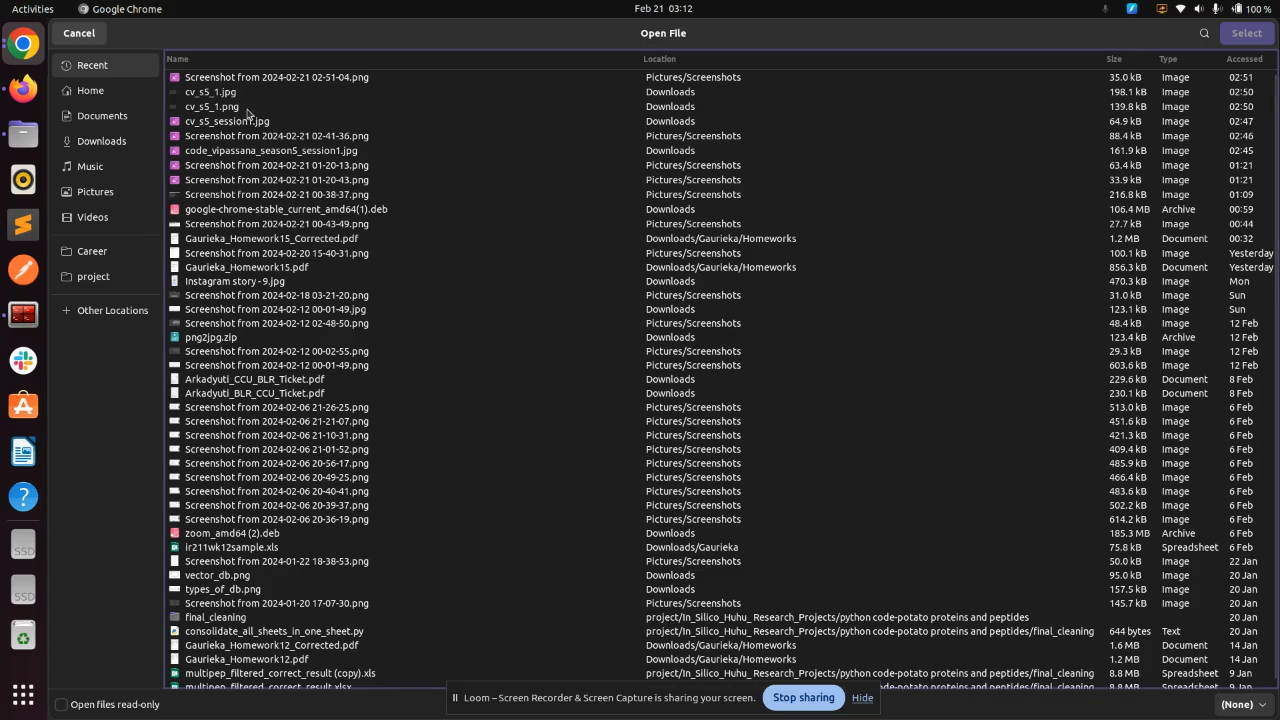 Activities Google Chrome Feb 21 03:12 100 %
Cancel Open File Select
Recent
Home
Documents
Downloads
Music
Pictures
Videos
Career
project
Other Locations
Name Location Size Type Accessed
Screenshot from 2024-02-21 02-51-04.png Pictures/Screenshots 35.0 kB Image 02:51
cv_s5_1.jpg Downloads 198.1 kB Image 02:50
cv_s5_1.png Downloads 139.8 kB Image 02:50
cv_s5_session1.jpg Downloads 64.9 kB Image 02:47
Screenshot from 2024-02-21 02-41-36.png Pictures/Screenshots 88.4 kB Image 02:46
code_vipassana_season5_session1.jpg Downloads 161.9 kB Image 02:45
Screenshot from 2024-02-21 01-20-13.png Pictures/Screenshots 63.4 kB Image 01:21
Screenshot from 2024-02-21 01-20-43.png Pictures/Screenshots 33.9 kB Image 01:21
Screenshot from 2024-02-21 00-38-37.png Pictures/Screenshots 216.8 kB Image 01:09
google-chrome-stable_current_amd64(1).deb Downloads 106.4 MB Archive 00:59
Screenshot from 2024-02-21 00-43-49.png Pictures/Screenshots 27.7 kB Image 00:44
Gaurieka_Homework15_Corrected.pdf Downloads/Gaurieka/Homeworks 1.2 MB Document 00:32
Screenshot from 2024-02-20 15-40-31.png Pictures/Screenshots 100.1 kB Image Yesterday
Gaurieka_Homework15.pdf Downloads/Gaurieka/Homeworks 856.3 kB Document Yesterday
Instagram story - 9.jpg Downloads 470.3 kB Image Mon
Screenshot from 2024-02-18 03-21-20.png Pictures/Screenshots 31.0 kB Image Sun
Screenshot from 2024-02-12 00-01-49.jpg Downloads 123.1 kB Image Sun
Screenshot from 2024-02-12 02-48-50.png Pictures/Screenshots 48.4 kB Image 12 Feb
png2jpg.zip Downloads 123.4 kB Archive 12 Feb
Screenshot from 2024-02-12 00-02-55.png Pictures/Screenshots 29.3 kB Image 12 Feb
Screenshot from 2024-02-12 00-01-49.png Pictures/Screenshots 603.6 kB Image 12 Feb
Arkadyuti_CCU_BLR_Ticket.pdf Downloads 229.6 kB Document 8 Feb
Arkadyuti_BLR_CCU_Ticket.pdf Downloads 230.1 kB Document 8 Feb
Screenshot from 2024-02-06 21-26-25.png Pictures/Screenshots 513.0 kB Image 6 Feb
Screenshot from 2024-02-06 21-21-07.png Pictures/Screenshots 451.6 kB Image 6 Feb
Screenshot from 2024-02-06 21-10-31.png Pictures/Screenshots 421.3 kB Image 6 Feb
Screenshot from 2024-02-06 21-01-52.png Pictures/Screenshots 409.4 kB Image 6 Feb
Screenshot from 2024-02-06 20-56-17.png Pictures/Screenshots 485.9 kB Image 6 Feb
Screenshot from 2024-02-06 20-49-25.png Pictures/Screenshots 466.4 kB Image 6 Feb
Screenshot from 2024-02-06 20-40-41.png Pictures/Screenshots 483.6 kB Image 6 Feb
Screenshot from 2024-02-06 20-39-37.png Pictures/Screenshots 502.2 kB Image 6 Feb
Screenshot from 2024-02-06 20-36-19.png Pictures/Screenshots 614.2 kB Image 6 Feb
zoom_amd64 (2).deb Downloads 185.3 MB Archive 6 Feb
ir211wk12sample.xls Downloads/Gaurieka 75.8 kB Spreadsheet 6 Feb
Screenshot from 2024-01-22 18-38-53.png Pictures/Screenshots 50.0 kB Image 22 Jan
vector_db.png Downloads 95.0 kB Image 20 Jan
types_of_db.png Downloads 157.5 kB Image 20 Jan
Screenshot from 2024-01-20 17-07-30.png Pictures/Screenshots 145.7 kB Image 20 Jan
final_cleaning project/In_Silico_Huhu_Research_Projects/python code-potato proteins and peptides 20 Jan
consolidate_all_sheets_in_one_sheet.py project/In_Silico_Huhu_Research_Projects/python code-potato proteins and peptides/final_cleaning 644 bytes Text 20 Jan
Gaurieka_Homework12_Corrected.pdf Downloads/Gaurieka/Homeworks 1.6 MB Document 14 Jan
Gaurieka_Homework12.pdf Downloads/Gaurieka/Homeworks 1.2 MB Document 14 Jan
multipep_filtered_correct_result (copy).xls project/In_Silico_Huhu_Research_Projects/python code-potato proteins and peptides/final_cleaning 8.8 MB Spreadsheet 9 Jan
multipep_filtered_correct_result.xlsx 8.8 MB Spreadsheet 9 Jan
Loom – Screen Recorder & Screen Capture is sharing your screen. Stop sharing Hide
Open files read-only (None)
SSD
SSD